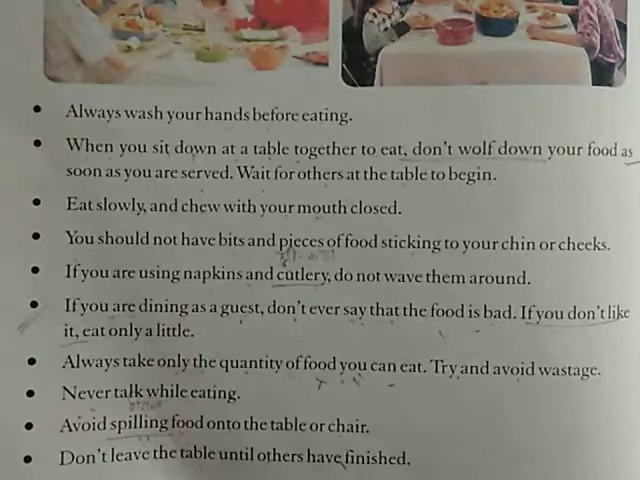 • Always wash your hands before eating.
• When you sit down at a table together to eat, don't wolf down your food as
soon as you are served. Wait for others at the table to begin.
• Eat slowly, and chew with your mouth closed.
• You should not have bits and pieces of food sticking to your chin or cheeks.
• If you are using napkins and cutlery, do not wave them around.
• If you are dining as a guest, don't ever say that the food is bad. If you don't like
it, eat only a little.
• Always take only the quantity of food you can eat. Try and avoid wastage.
• Never talk while eating.
• Avoid spilling food onto the table or chair.
• Don't leave the table until others have finished.